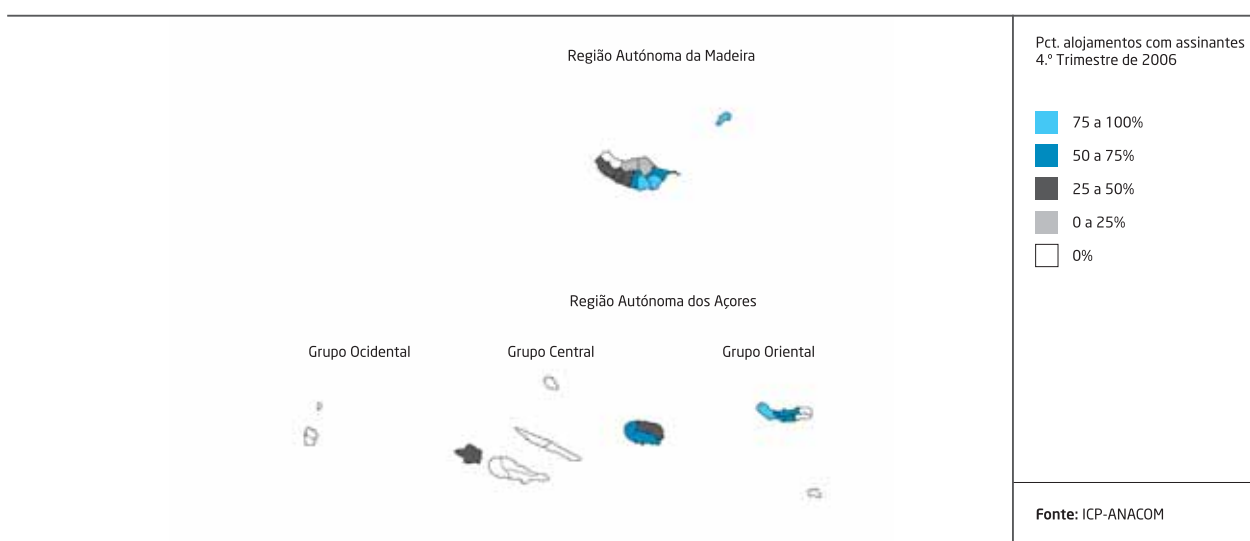 Região Autónoma da Madeira
Região Autónoma dos Açores
Grupo Ocidental
Grupo Central
Grupo Oriental
Pct. alojamentos com assinantes
4.º Trimestre de 2006
75 a 100%
50 a 75%
25 a 50%
0 a 25%
0%
Fonte: ICP-ANACOM